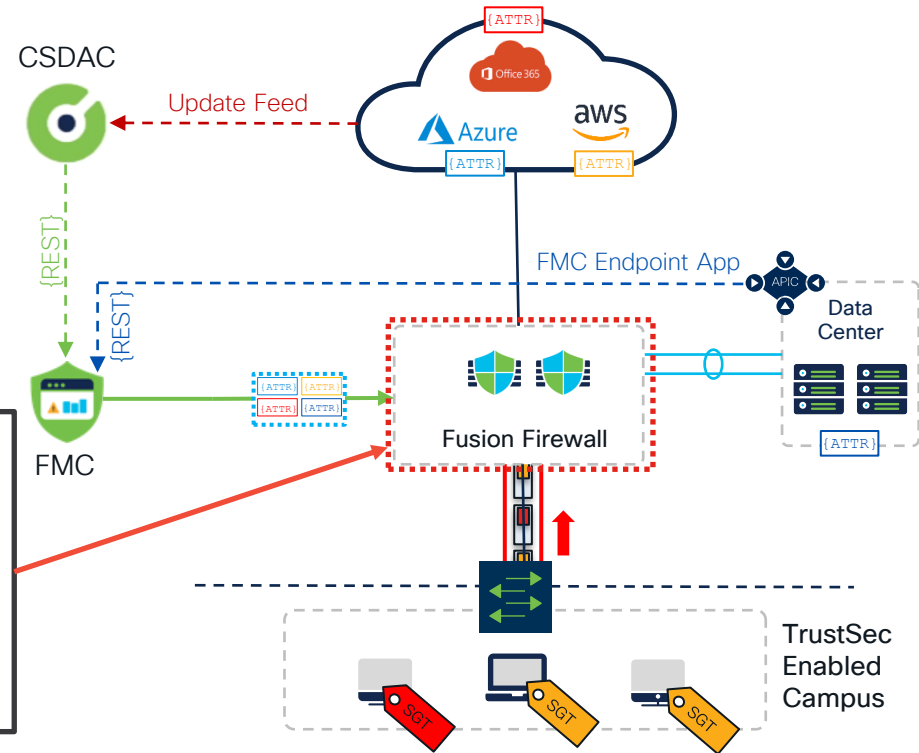 {ATTR}
CSDAC
Office 365
Update Feed
aws
Azure
{ATTR}
{ATTR}
{REST}
FMC Endpoint App
APIC
{REST}
Data
Center
{ATTR}
{ATTR}
{ATTR}
{ATTR}
Fusion Firewall
{ATTR}
FMC
TrustSec
Enabled
Campus
SGT
SGT
SGT